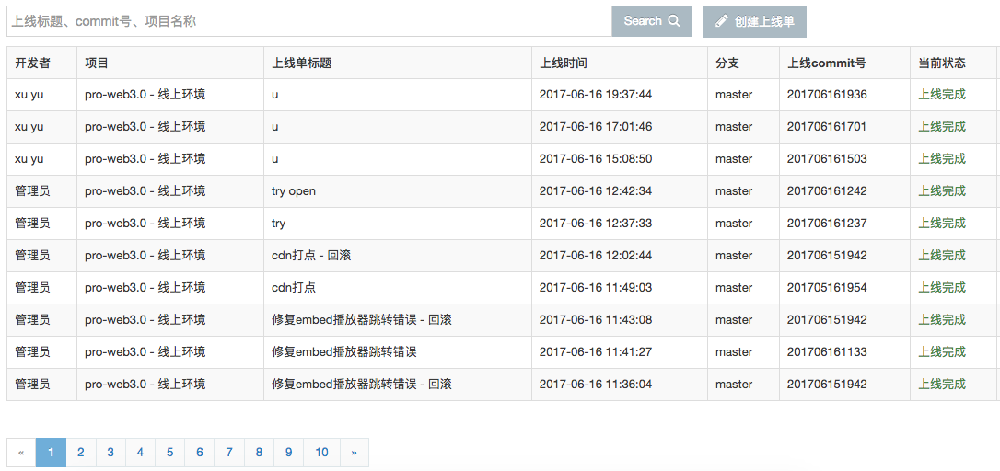 上线标题、commit号、项目名称 Search 创建上线单
开发者 项目 上线单标题 上线时间 分支 上线commit号 当前状态
xu yu pro-web3.0 - 线上环境 u 2017-06-16 19:37:44 master 201706161936 上线完成
xu yu pro-web3.0 - 线上环境 u 2017-06-16 17:01:46 master 201706161701 上线完成
xu yu pro-web3.0 - 线上环境 u 2017-06-16 15:08:50 master 201706161503 上线完成
管理员 pro-web3.0 - 线上环境 try open 2017-06-16 12:42:34 master 201706161242 上线完成
管理员 pro-web3.0 - 线上环境 try 2017-06-16 12:37:33 master 201706161237 上线完成
管理员 pro-web3.0 - 线上环境 cdn打点 - 回滚 2017-06-16 12:02:44 master 201706151942 上线完成
管理员 pro-web3.0 - 线上环境 cdn打点 2017-06-16 11:49:03 master 201705161954 上线完成
管理员 pro-web3.0 - 线上环境 修复embed播放器跳转错误 - 回滚 2017-06-16 11:43:08 master 201706151942 上线完成
管理员 pro-web3.0 - 线上环境 修复embed播放器跳转错误 2017-06-16 11:41:27 master 201706161133 上线完成
管理员 pro-web3.0 - 线上环境 修复embed播放器跳转错误 - 回滚 2017-06-16 11:36:04 master 201706151942 上线完成
« 1 2 3 4 5 6 7 8 9 10 »